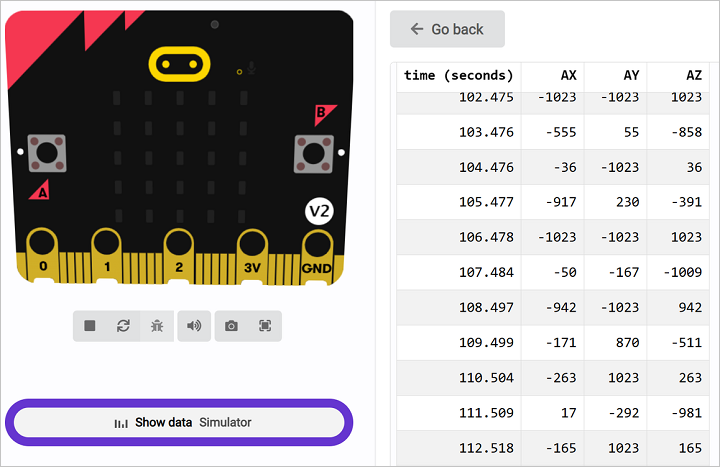 B
A
V2
0 1 2 3V GND
Show data Simulator
Go back
time (seconds) AX AY AZ
102.475 -1023 -1023 1023
103.476 -555 55 -858
104.476 -36 -1023 36
105.477 -917 230 -391
106.478 -1023 -1023 1023
107.484 -50 -167 -1009
108.497 -942 -1023 942
109.499 -171 870 -511
110.504 -263 1023 263
111.509 17 -292 -981
112.518 -165 1023 165